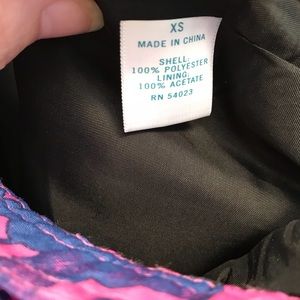 XS
MADE IN CHINA
SHELL:
100% POLYESTER
LINING:
100% ACETATE
RN 54023